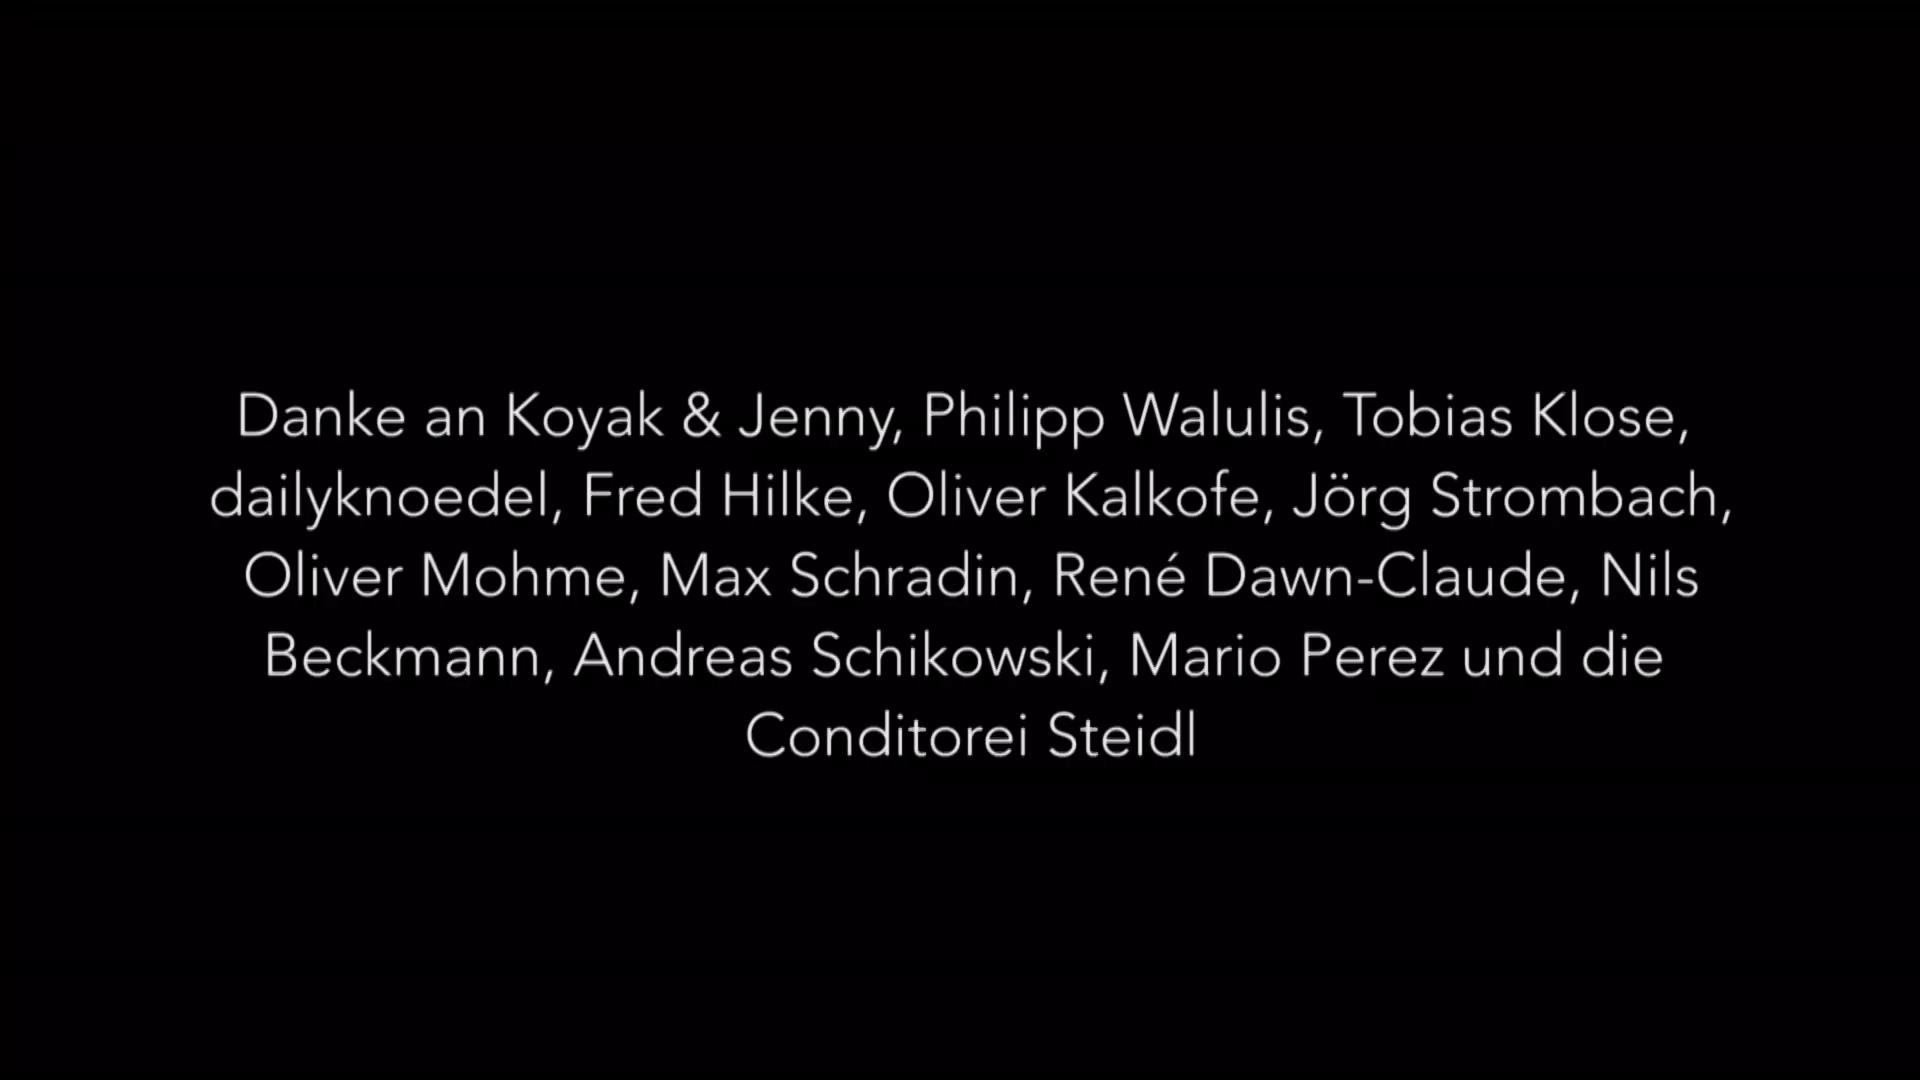 Danke an Koyak & Jenny, Philipp Walulis, Tobias Klose,
dailyknoedel, Fred Hilke, Oliver Kalkofe, Jörg Strombach,
Oliver Mohme, Max Schradin, René Dawn-Claude, Nils
Beckmann, Andreas Schikowski, Mario Perez und die
Conditorei Steidl